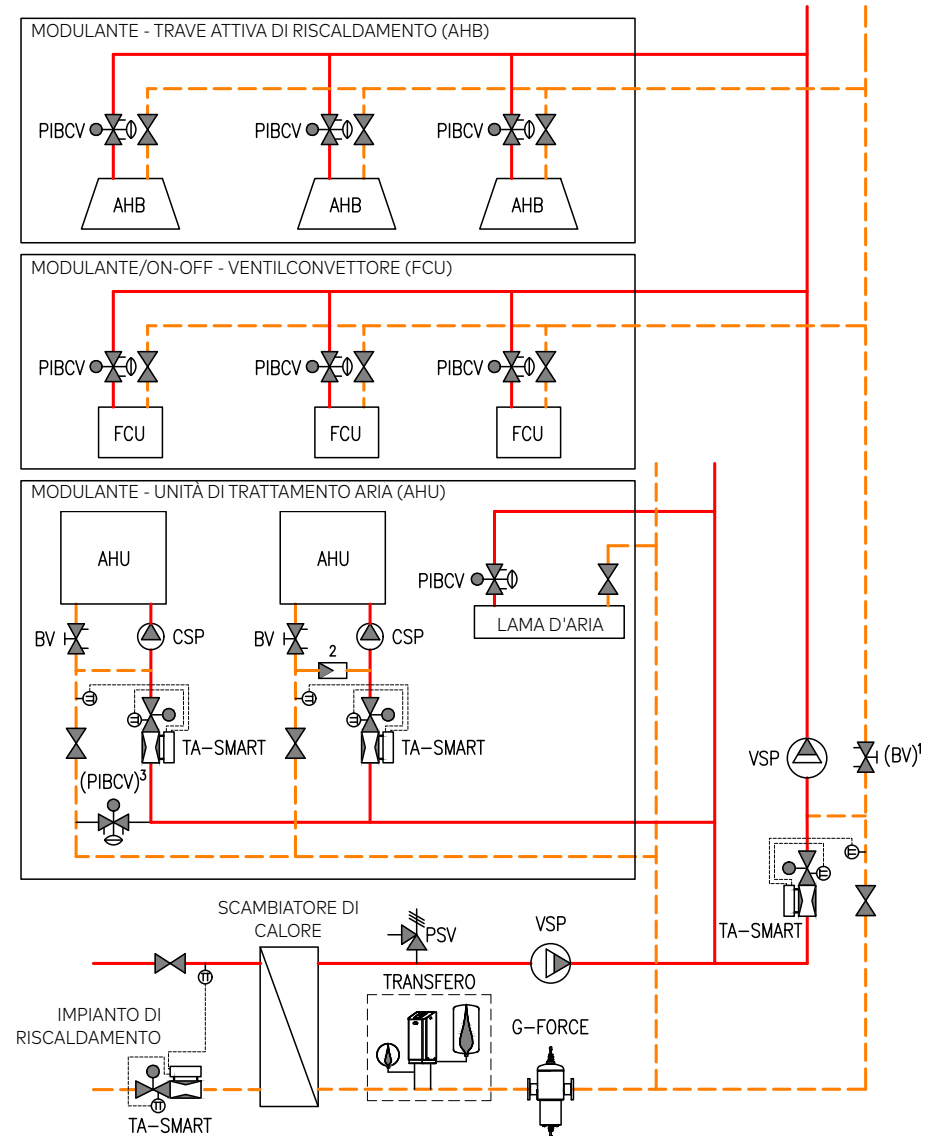 MODULANTE - TRAVE ATTIVA DI RISCALDAMENTO (AHB)
PIBCV
PIBCV
PIBCV
AHB
AHB
AHB
MODULANTE/ON-OFF - VENTILCONVETTORE (FCU)
PIBCV
PIBCV
PIBCV
FCU
FCU
FCU
MODULANTE - UNITÀ DI TRATTAMENTO ARIA (AHU)
AHU
AHU
PIBCV
LAMA D'ARIA
BV
CSP
BV
CSP
2
TA-SMART
TA-SMART
(PIBCV)³
VSP
(BV)¹
TA-SMART
SCAMBIATORE DI
CALORE
PSV
VSP
TRANSFERO
IMPIANTO DI
RISCALDAMENTO
G-FORCE
TA-SMART